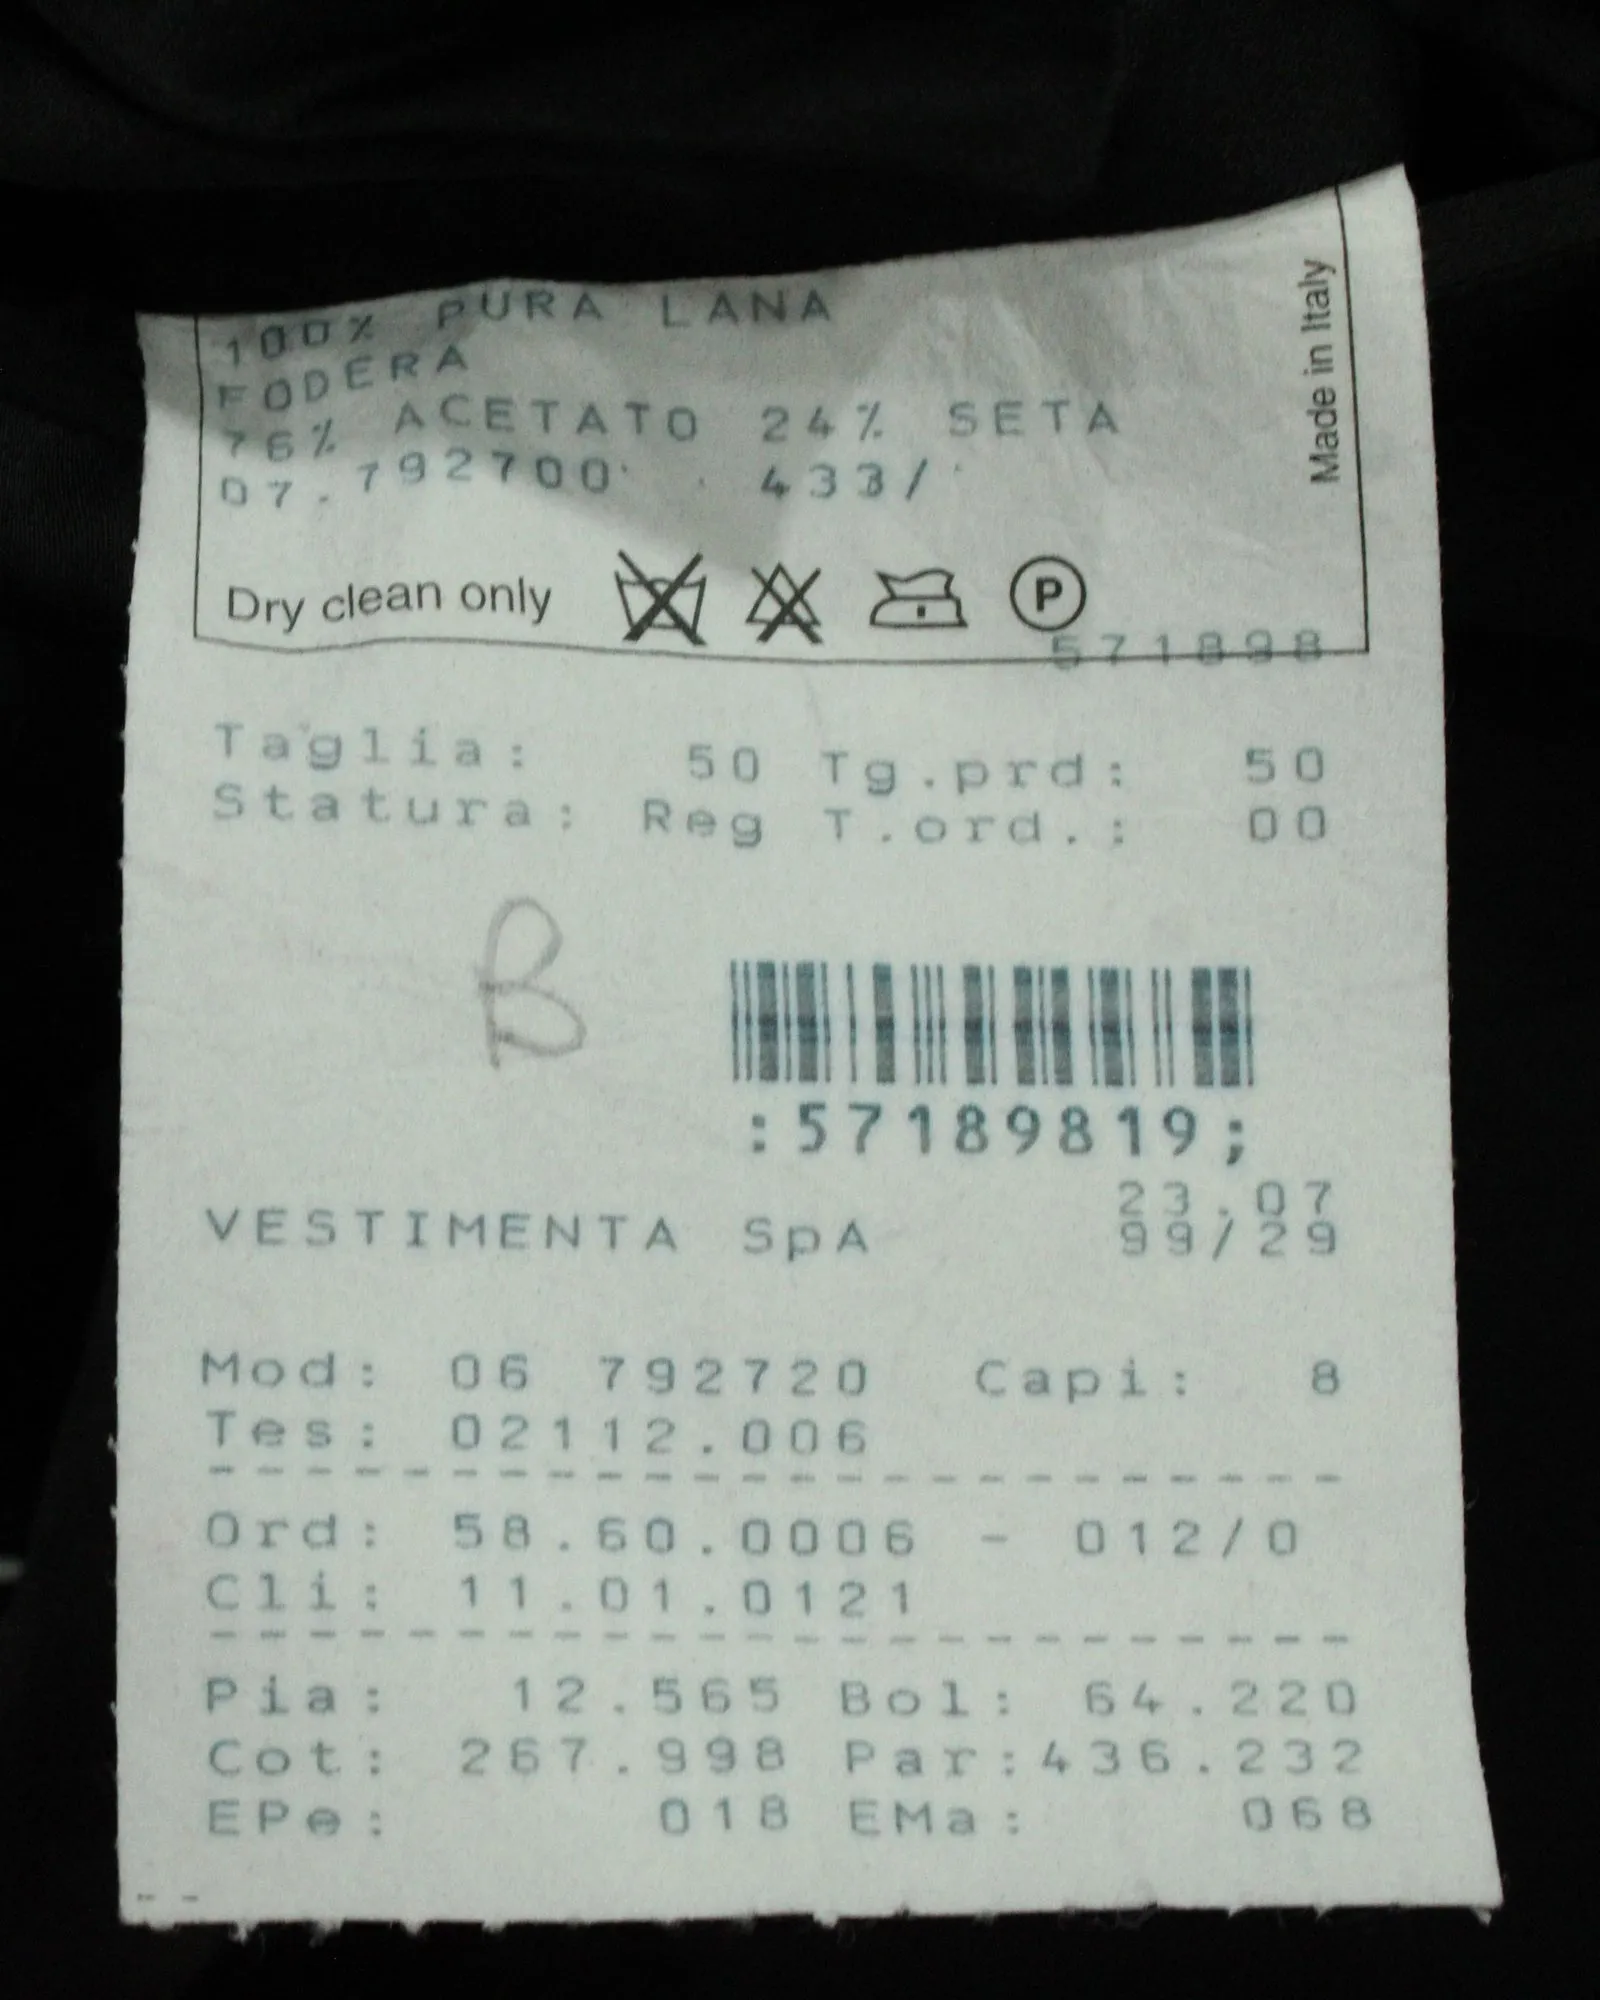 100% PURA LANA
FODERA
76% ACETATO 24% SETA
07.792700 433/
Made in Italy
Dry clean only P
571898
Taglia: 50 Tg.prd: 50
Statura: Reg T.ord.: 00
B
:57189819;
23.07
VESTIMENTA SpA 99/29
Mod: 06 792720 Capi: 8
Tes: 02112.006
Ord: 58.60.0006 - 012/0
Cli: 11.01.0121
Pia: 12.565 Bol: 64.220
Cot: 267.998 Par:436.232
EPe: 018 EMa: 068